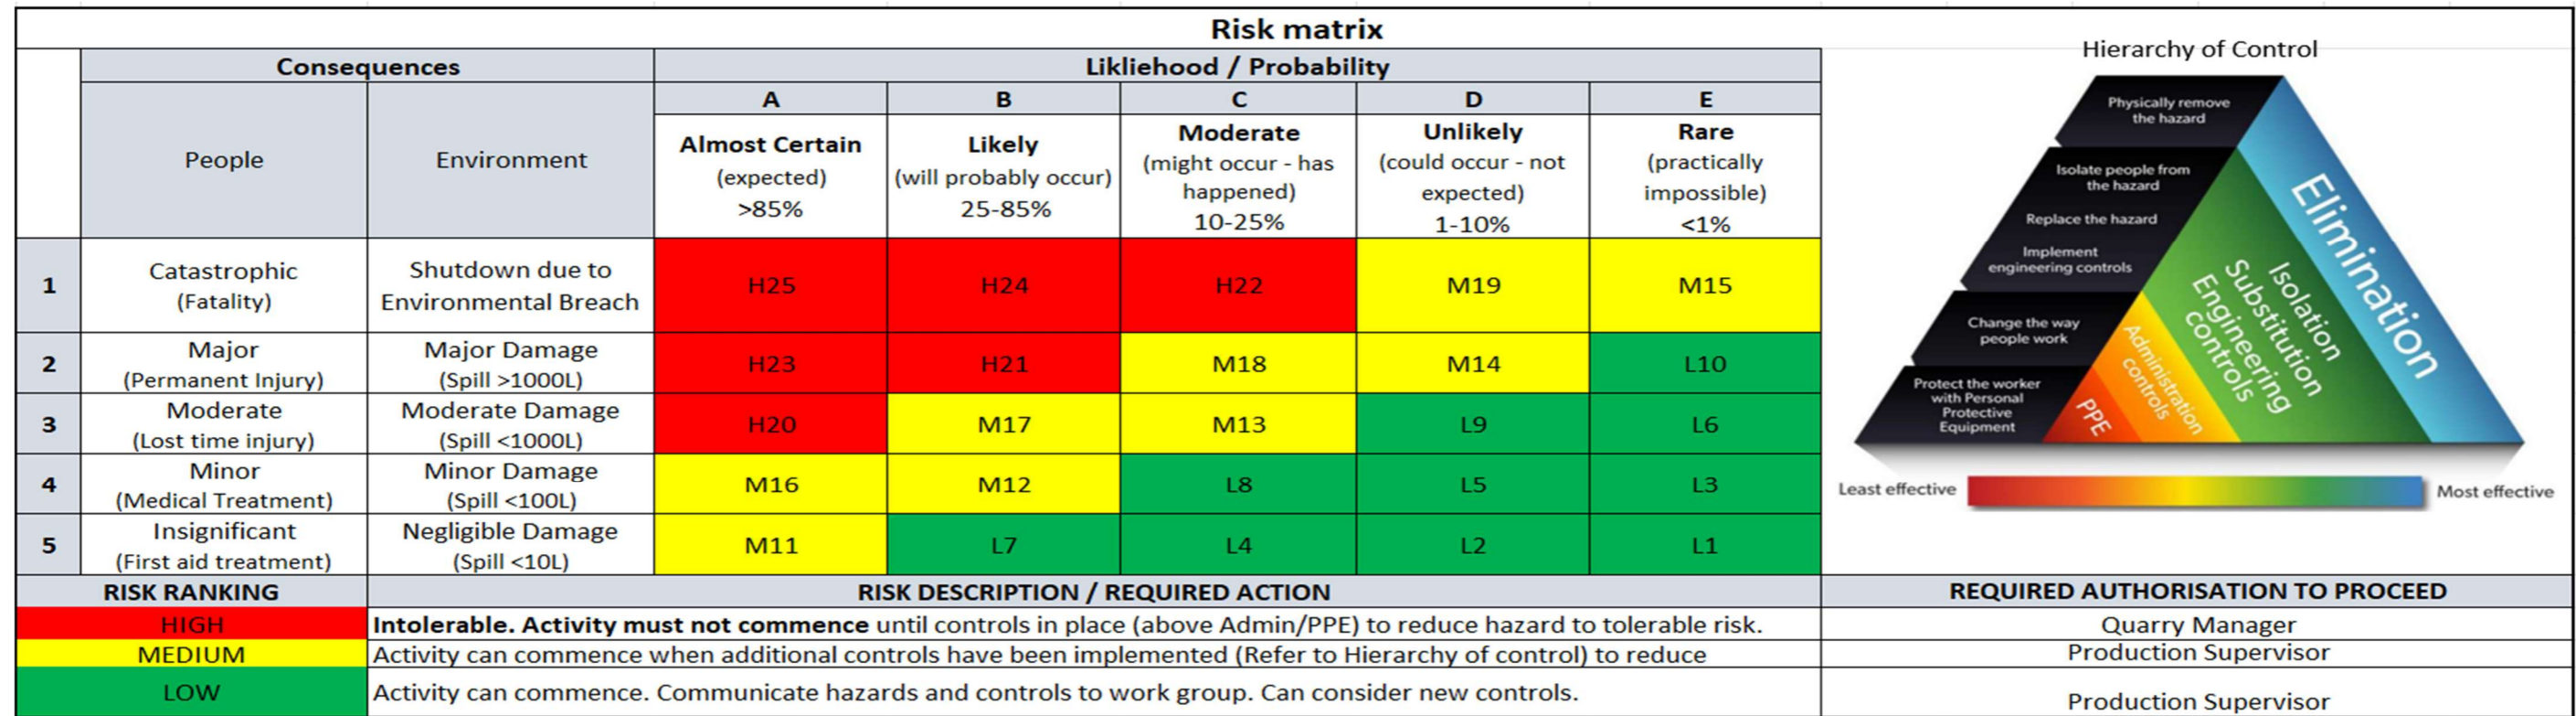 Risk matrix
Consequences
Likliehood / Probability
People
Environment
A
B
C
D
E
Almost Certain
(expected)
>85%
Likely
(will probably occur)
25-85%
Moderate
(might occur - has
happened)
10-25%
Unlikely
(could occur - not
expected)
1-10%
Rare
(practically
impossible)
<1%
1
Catastrophic
(Fatality)
Shutdown due to
Environmental Breach
H25
H24
H22
M19
M15
2
Major
(Permanent Injury)
Major Damage
(Spill >1000L)
H23
H21
M18
M14
L10
3
Moderate
(Lost time injury)
Moderate Damage
(Spill <1000L)
H20
M17
M13
L9
L6
4
Minor
(Medical Treatment)
Minor Damage
(Spill <100L)
M16
M12
L8
L5
L3
5
Insignificant
(First aid treatment)
Negligible Damage
(Spill <10L)
M11
L7
L4
L2
L1
Hierarchy of Control
Physically remove
the hazard
Isolate people from
the hazard
Replace the hazard
Implement
engineering controls
Change the way
people work
Protect the worker
with Personal
Protective
Equipment
Elimination
Isolation
Substitution
Engineering
controls
Administration
controls
PPE
Least effective
Most effective
RISK RANKING
RISK DESCRIPTION / REQUIRED ACTION
REQUIRED AUTHORISATION TO PROCEED
HIGH
Intolerable. Activity must not commence until controls in place (above Admin/PPE) to reduce hazard to tolerable risk.
Quarry Manager
MEDIUM
Activity can commence when additional controls have been implemented (Refer to Hierarchy of control) to reduce
Production Supervisor
LOW
Activity can commence. Communicate hazards and controls to work group. Can consider new controls.
Production Supervisor